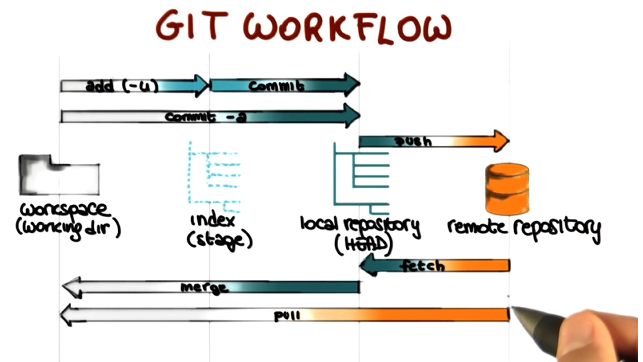 GIT WORKFLOW
add (-u)
commit
commit -a
push
workspace
(working dir)
index
(stage)
local repository
(HEAD)
remote repository
fetch
merge
pull